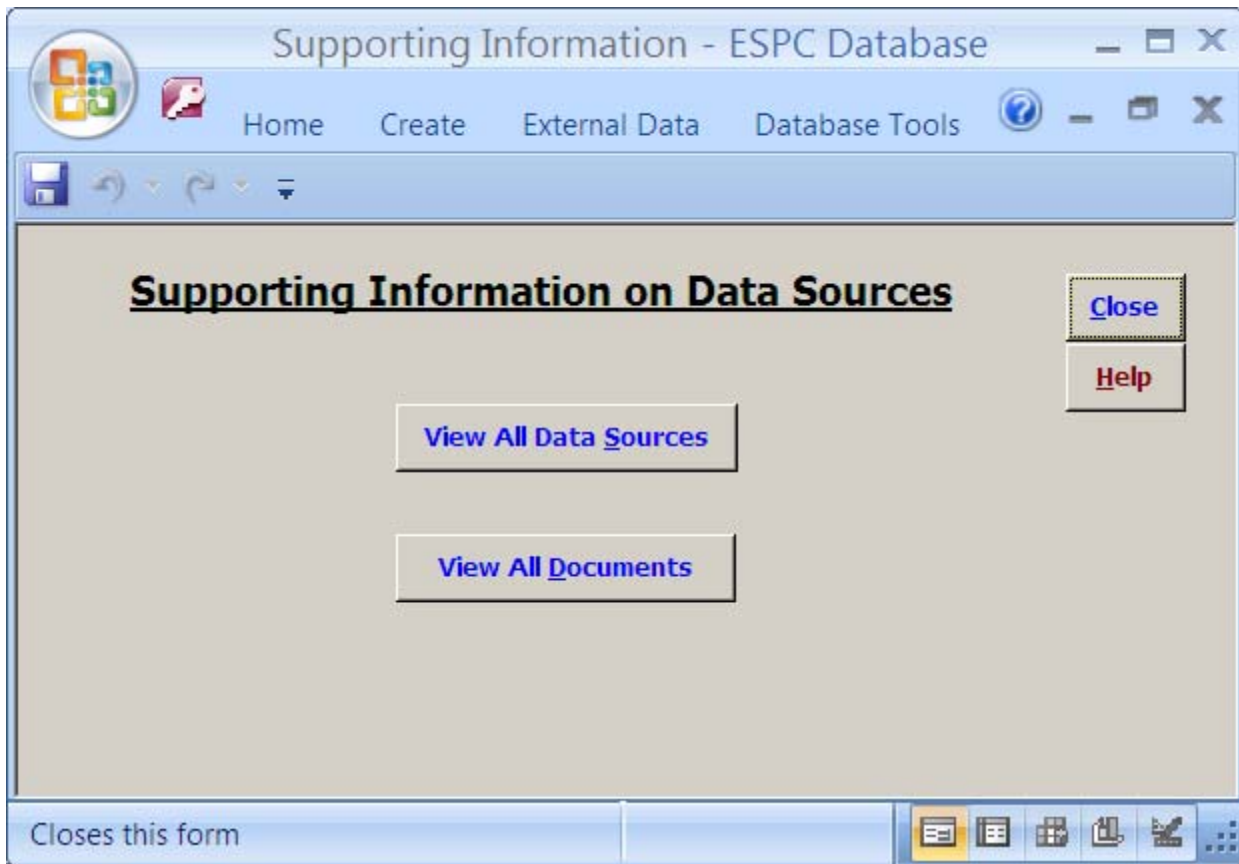 Supporting Information - ESPC Database
Home Create External Data Database Tools
Supporting Information on Data Sources
Close
Help
View All Data Sources
View All Documents
Closes this form